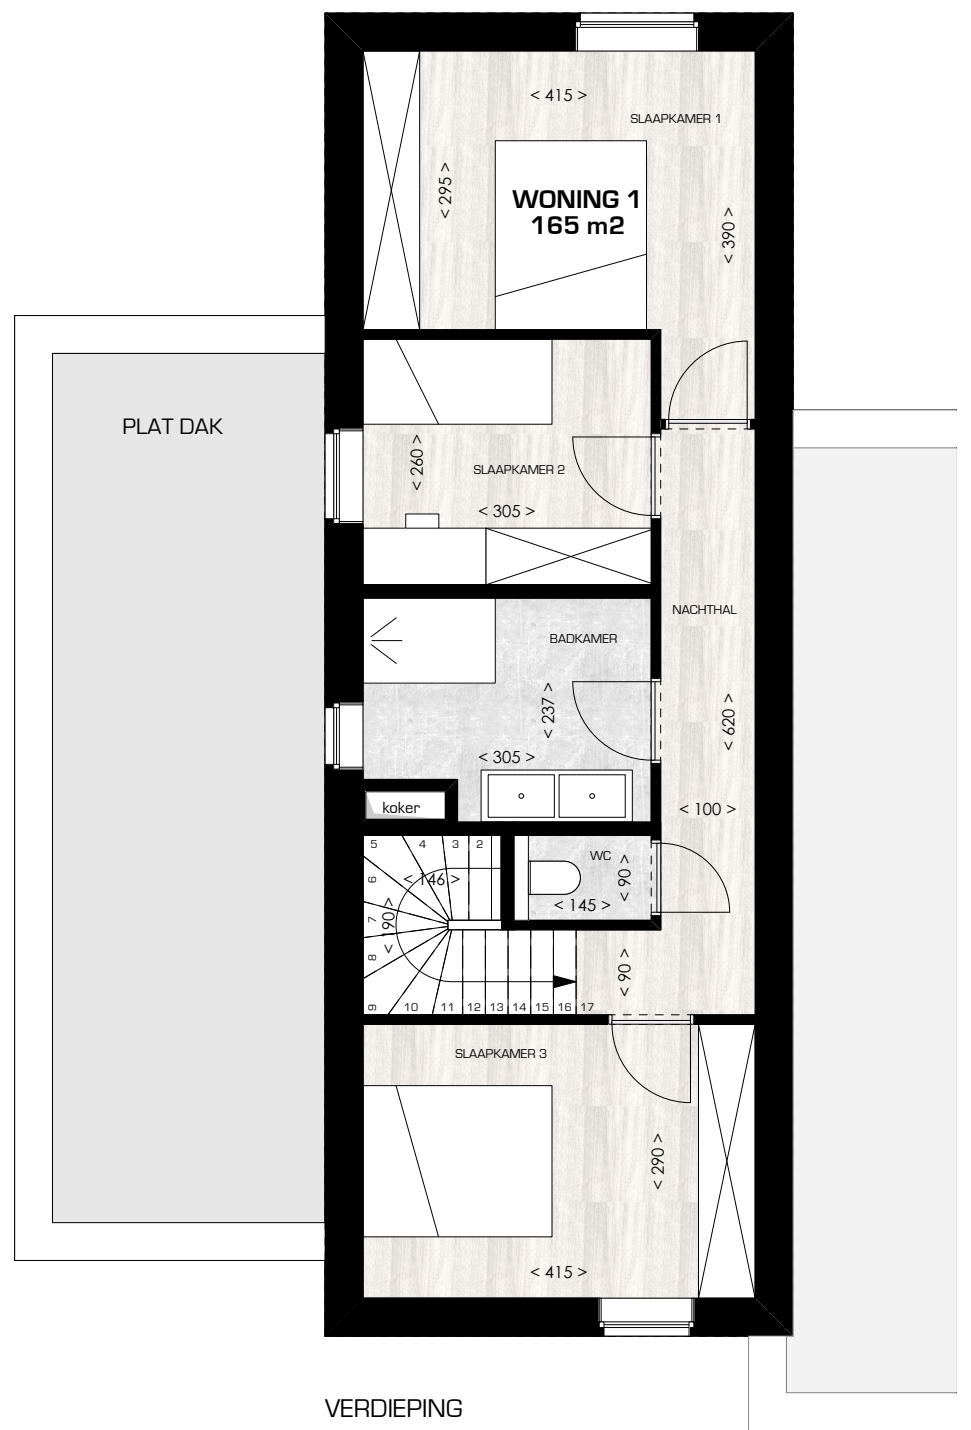 < 415 >
SLAAPKAMER 1
< 295 >
WONING 1
165 m2
< 390 >
PLAT DAK
< 260 >
SLAAPKAMER 2
< 305 >
NACHTHAL
BADKAMER
< 237 >
< 620 >
< 305 >
koker
< 100 >
5
4
3
2
WC
6
< 146 >
< 90 >
< 145 >
7
< 190 >
8
< 90 >
9
10
11
12
13
14
15
16
17
SLAAPKAMER 3
< 290 >
< 415 >
VERDIEPING